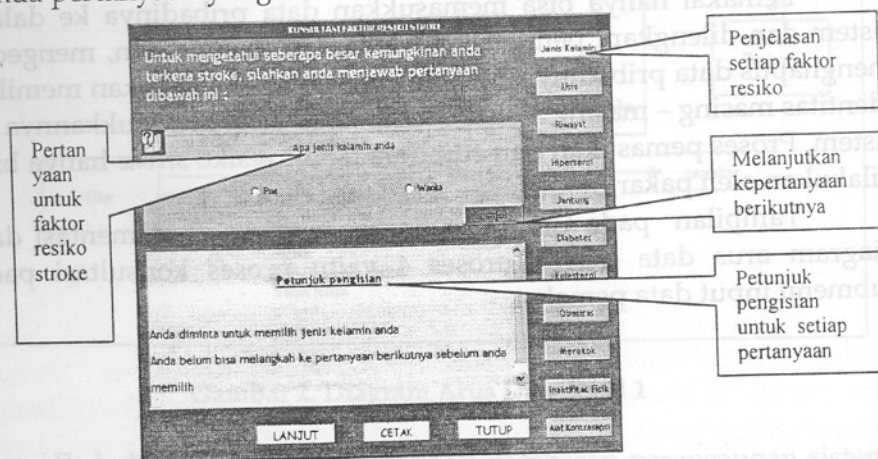 KONSULTASI FAKTOR RESIKO STROKE
Untuk mengetahui seberapa besar kemungkinan anda
terkena stroke, silahkan anda menjawab pertanyaan
dibawah ini :
Apa jenis kelamin anda
Pria
Wanita
Petunjuk pengisian
Anda diminta untuk memilih jenis kelamin anda
Anda belum bisa melangkah ke pertanyaan berikutnya sebelum anda
memilih
LANJUT
CETAK
TUTUP
Jenis Kelamin
Usia
Riwayat
Hipertensi
Jantung
Diabetes
Obesitas
Merokok
Inaktifitas Fisik
Alat Kontrasepsi
Pertan
yaan
untuk
faktor
resiko
stroke
Penjelasan
setiap faktor
resiko
Melanjutkan
kepertanyaan
berikutnya
Petunjuk
pengisian
untuk setiap
pertanyaan